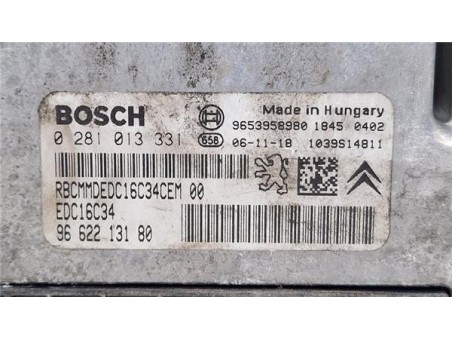 BOSCH
Made in Hungary
9653958980 1845 0402
0 281 013 331 658 06-11-18 1039S14811
RBCMMDEDC16C34CEM 00
EDC16C34
96 622 131 80